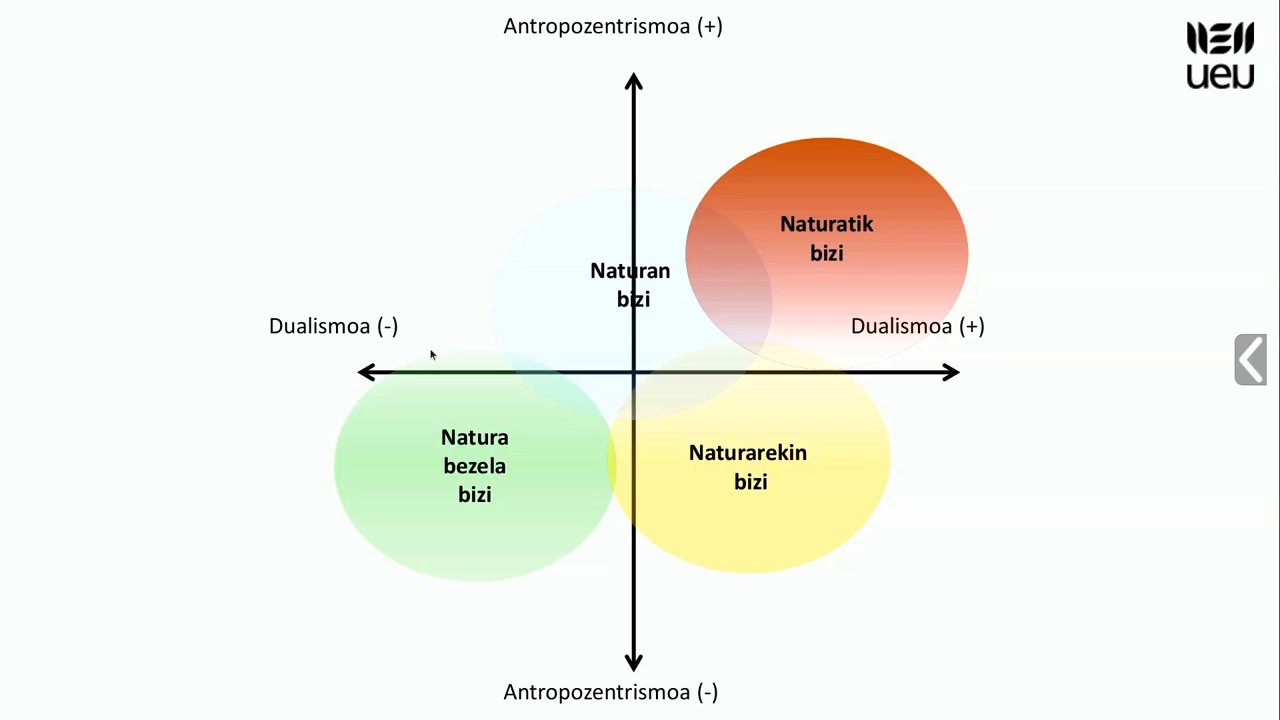 Antropozentrismoa (+)
ueu
Naturatik
bizi
Naturan
bizi
Dualismoa (-)
Dualismoa (+)
Natura
bezela
bizi
Naturarekin
bizi
Antropozentrismoa (-)